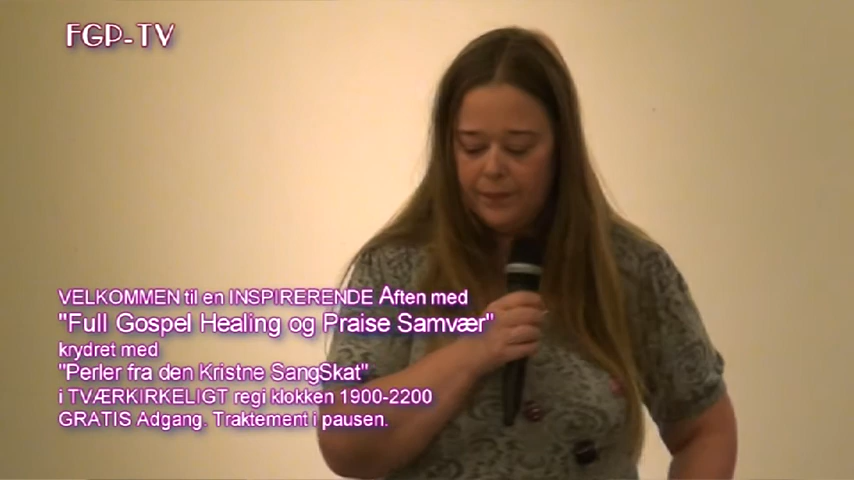 FGP-TV
VELKOMMEN til en INSPIRERENDE Aften med
"Full Gospel Healing og Praise Samvær"
krydret med
"Perler fra den Kristne SangSkat"
i TVÆRKIRKELIGT regi klokken 1900-2200
GRATIS Adgang. Traktement i pausen.